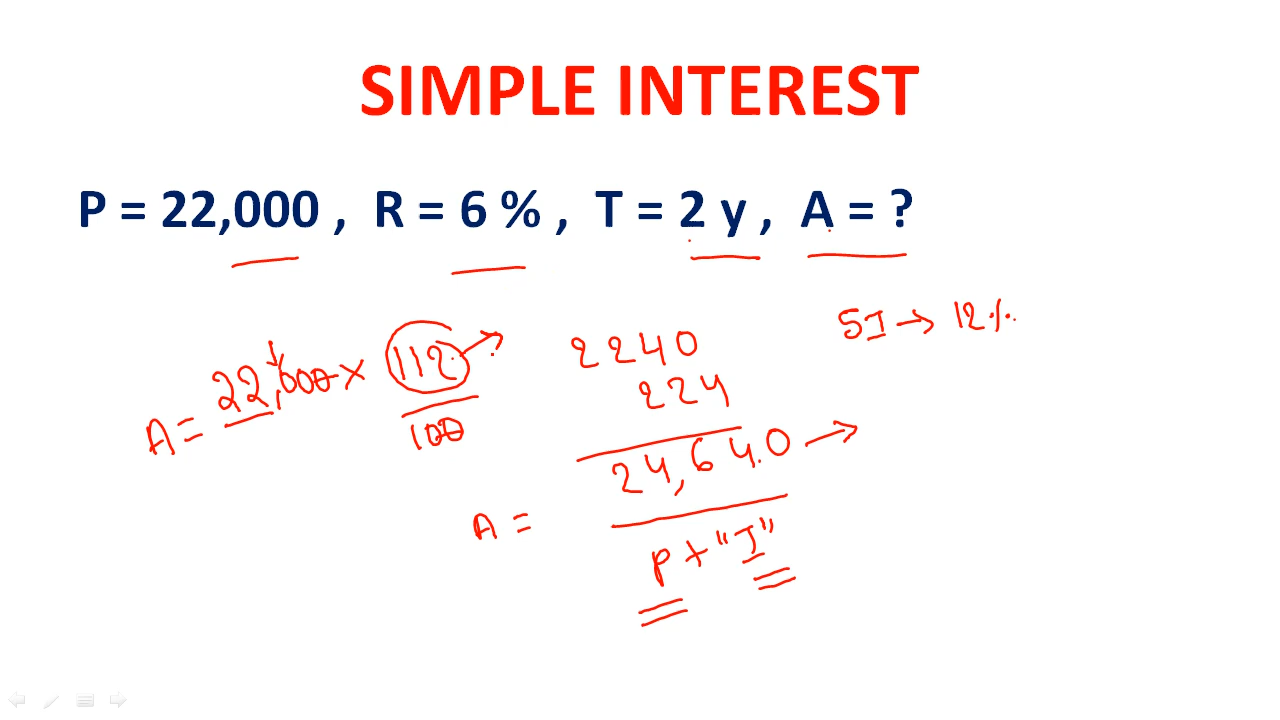 SIMPLE INTEREST
P = 22,000 , R = 6 % , T = 2 y , A = ?
SI → 12%
A = 22,000 × 112 →
100
2240
224
24,640 →
A =
P + "I"